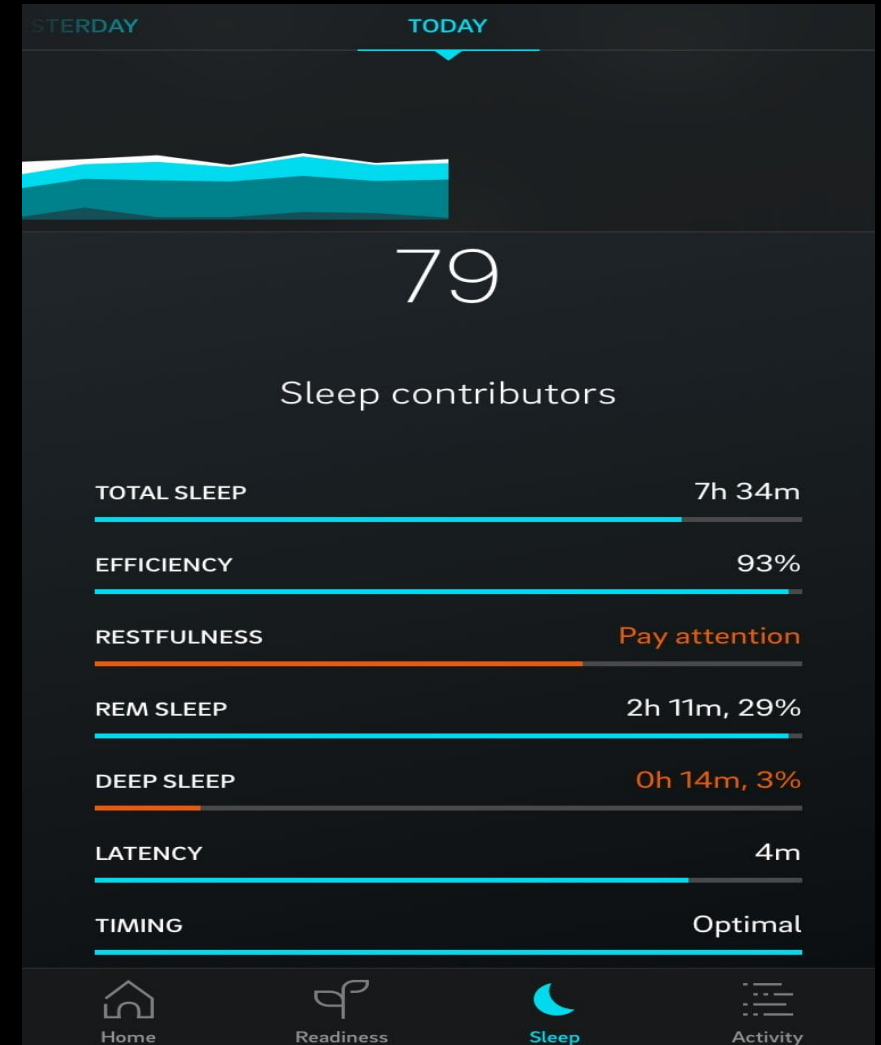 STERDAY TODAY
79
Sleep contributors
TOTAL SLEEP 7h 34m
EFFICIENCY 93%
RESTFULNESS Pay attention
REM SLEEP 2h 11m, 29%
DEEP SLEEP 0h 14m, 3%
LATENCY 4m
TIMING Optimal
Home Readiness Sleep Activity